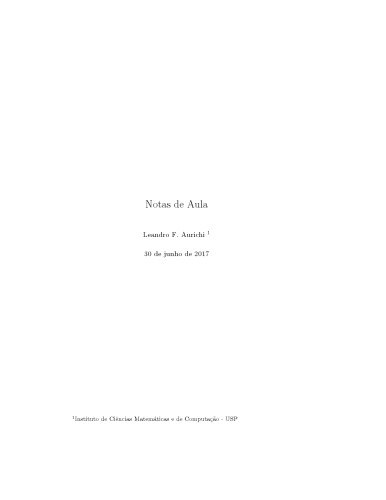 Notas de Aula
Leandro F. Aurichi ¹
30 de junho de 2017
¹Instituto de Ciências Matemáticas e de Computação - USP